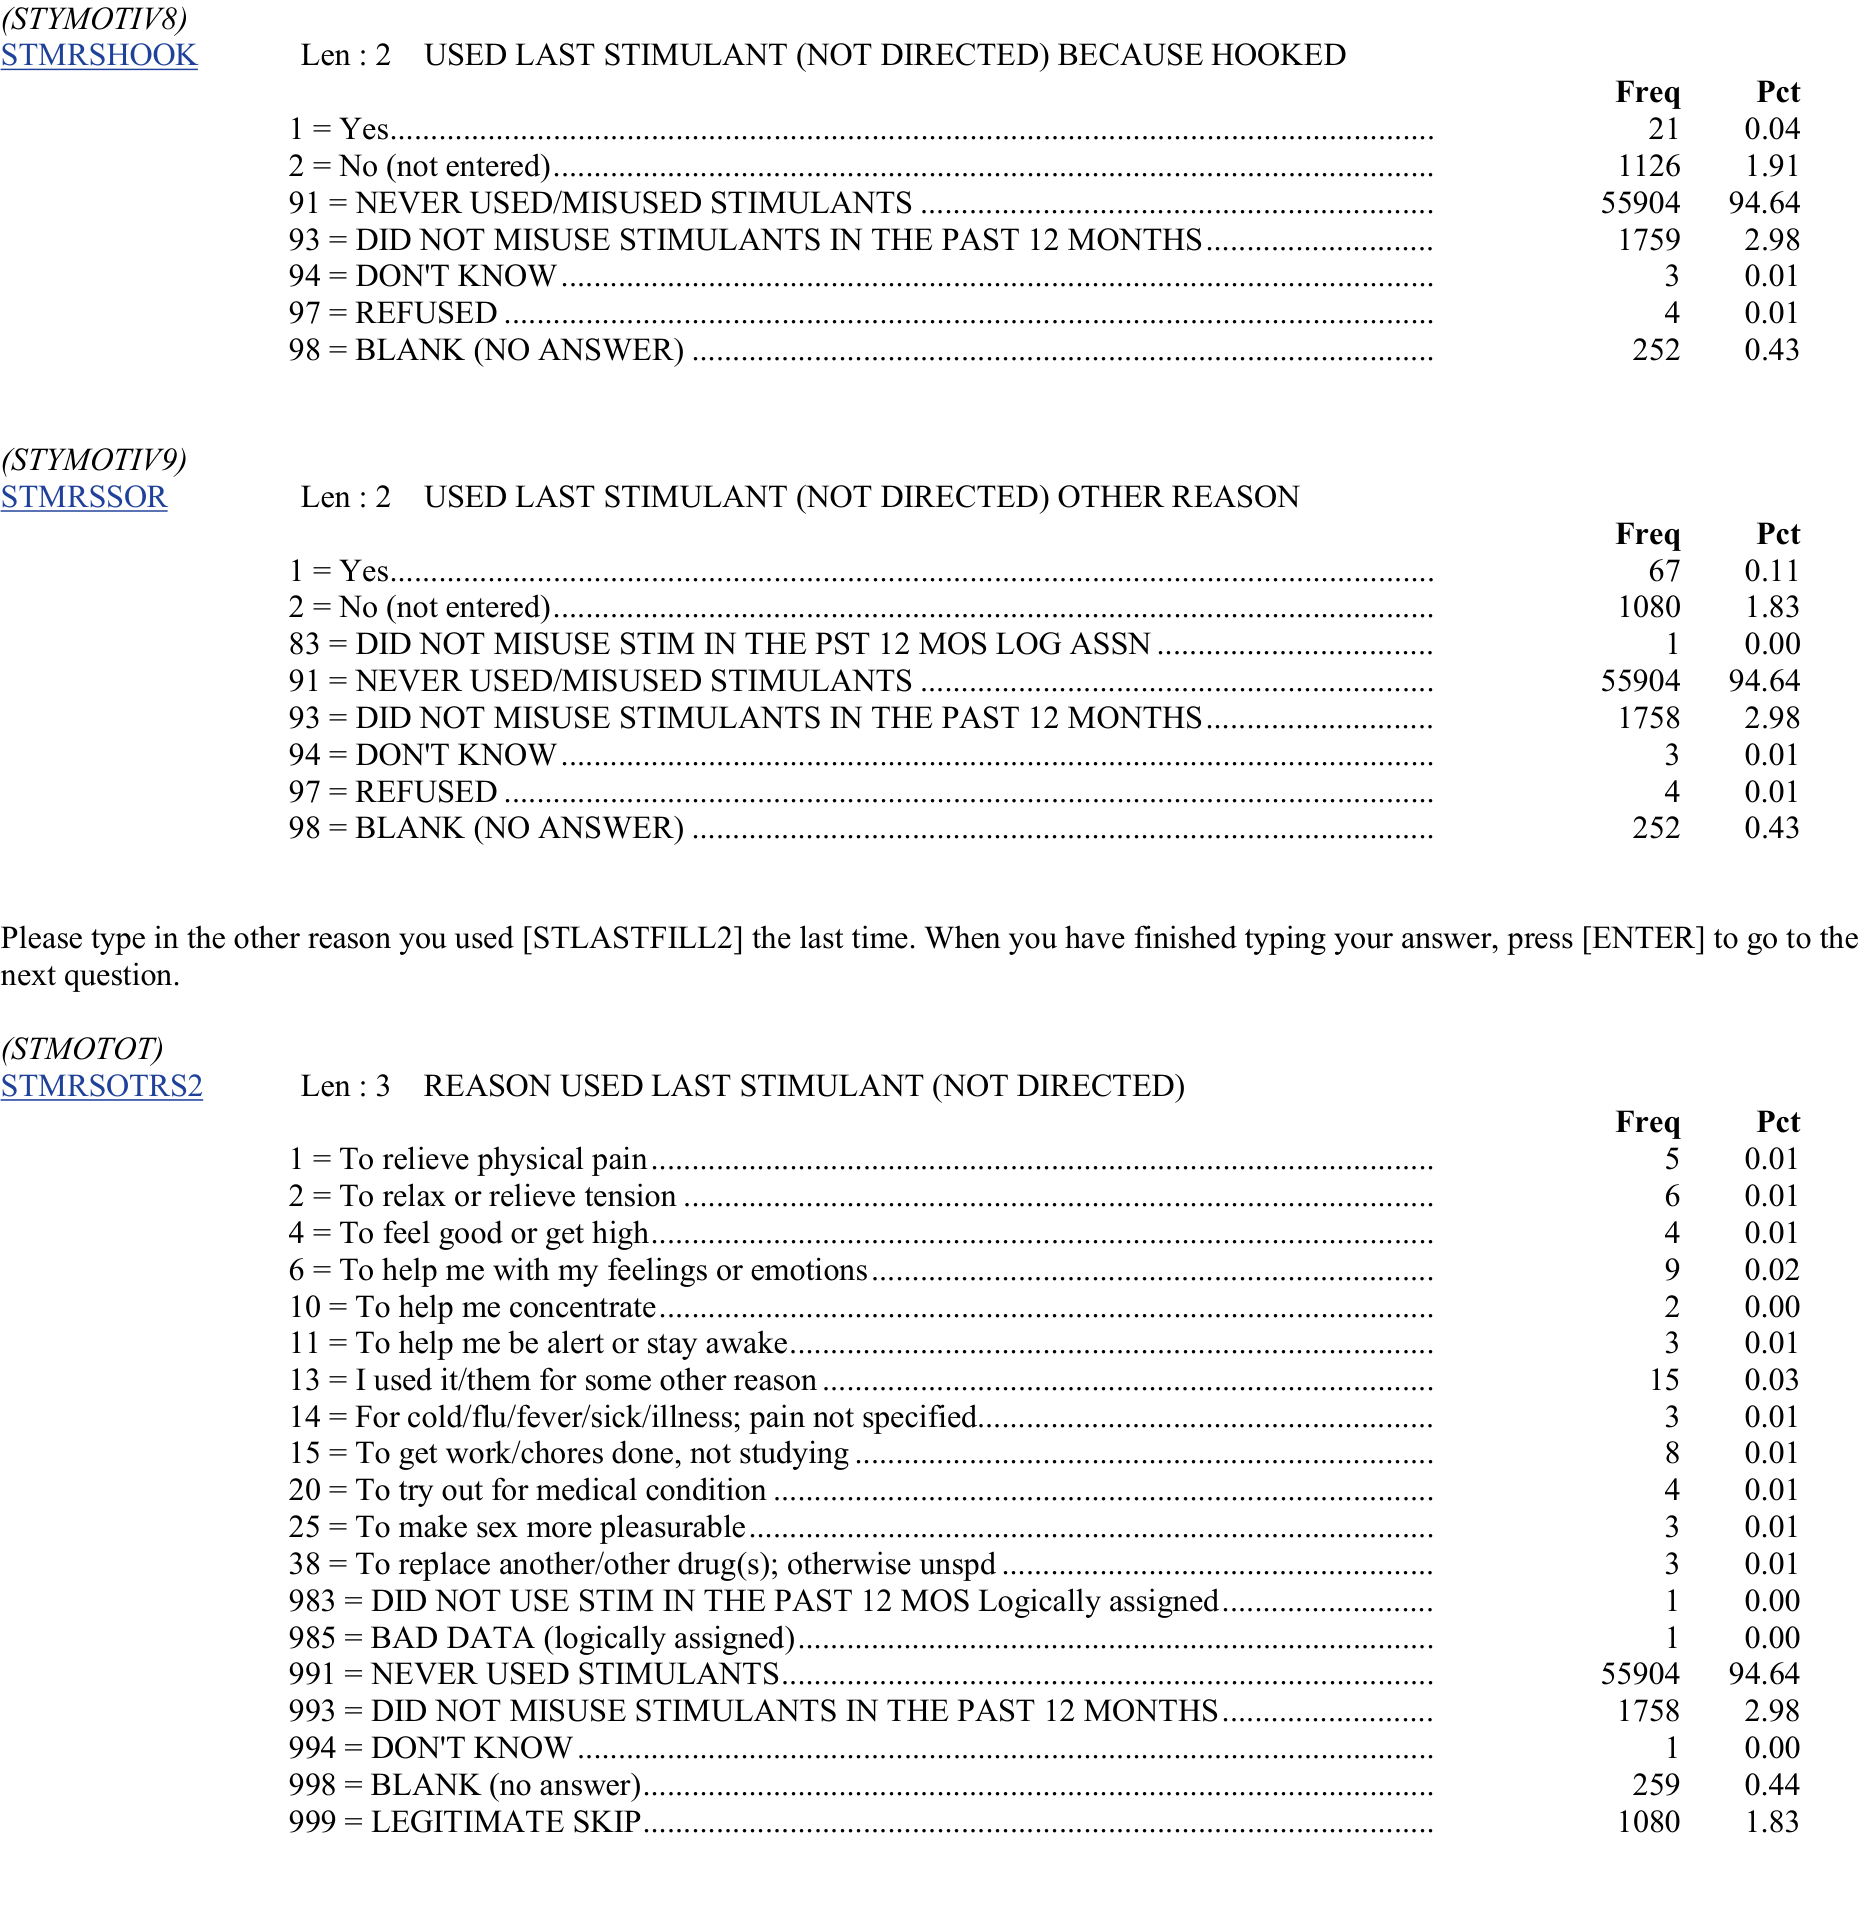 (STYMOTIV8)
STMRSHOOK Len : 2 USED LAST STIMULANT (NOT DIRECTED) BECAUSE HOOKED
Freq Pct
1 = Yes.................................................................................................................................. 21 0.04
2 = No (not entered).............................................................................................................. 1126 1.91
91 = NEVER USED/MISUSED STIMULANTS ............................................................... 55904 94.64
93 = DID NOT MISUSE STIMULANTS IN THE PAST 12 MONTHS............................ 1759 2.98
94 = DON'T KNOW............................................................................................................. 3 0.01
97 = REFUSED .................................................................................................................... 4 0.01
98 = BLANK (NO ANSWER) ............................................................................................ 252 0.43
(STYMOTIV9)
STMRSSOR Len : 2 USED LAST STIMULANT (NOT DIRECTED) OTHER REASON
Freq Pct
1 = Yes.................................................................................................................................. 67 0.11
2 = No (not entered).............................................................................................................. 1080 1.83
83 = DID NOT MISUSE STIM IN THE PST 12 MOS LOG ASSN .................................. 1 0.00
91 = NEVER USED/MISUSED STIMULANTS ............................................................... 55904 94.64
93 = DID NOT MISUSE STIMULANTS IN THE PAST 12 MONTHS............................ 1758 2.98
94 = DON'T KNOW............................................................................................................. 3 0.01
97 = REFUSED .................................................................................................................... 4 0.01
98 = BLANK (NO ANSWER) ............................................................................................ 252 0.43
Please type in the other reason you used [STLASTFILL2] the last time. When you have finished typing your answer, press [ENTER] to go to the
next question.
(STMOTOT)
STMRSOTRS2 Len : 3 REASON USED LAST STIMULANT (NOT DIRECTED)
Freq Pct
1 = To relieve physical pain................................................................................................. 5 0.01
2 = To relax or relieve tension ............................................................................................. 6 0.01
4 = To feel good or get high................................................................................................. 4 0.01
6 = To help me with my feelings or emotions...................................................................... 9 0.02
10 = To help me concentrate................................................................................................ 2 0.00
11 = To help me be alert or stay awake................................................................................ 3 0.01
13 = I used it/them for some other reason............................................................................ 15 0.03
14 = For cold/flu/fever/sick/illness; pain not specified........................................................ 3 0.01
15 = To get work/chores done, not studying ........................................................................ 8 0.01
20 = To try out for medical condition .................................................................................. 4 0.01
25 = To make sex more pleasurable..................................................................................... 3 0.01
38 = To replace another/other drug(s); otherwise unspd ...................................................... 3 0.01
983 = DID NOT USE STIM IN THE PAST 12 MOS Logically assigned.......................... 1 0.00
985 = BAD DATA (logically assigned)............................................................................... 1 0.00
991 = NEVER USED STIMULANTS................................................................................. 55904 94.64
993 = DID NOT MISUSE STIMULANTS IN THE PAST 12 MONTHS.......................... 1758 2.98
994 = DON'T KNOW........................................................................................................... 1 0.00
998 = BLANK (no answer).................................................................................................. 259 0.44
999 = LEGITIMATE SKIP.................................................................................................. 1080 1.83